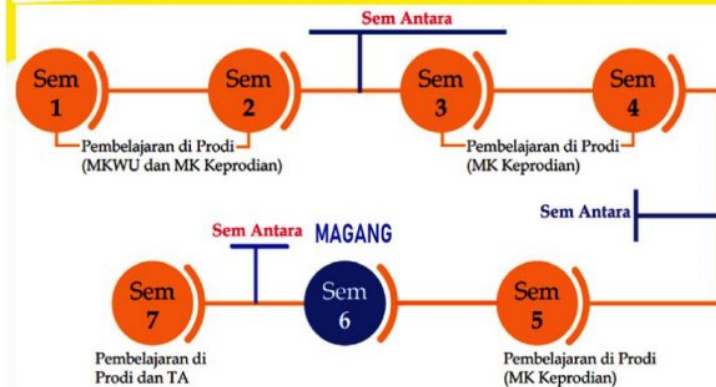 Sem Antara
Sem
1
Sem
2
Sem
3
Sem
4
Pembelajaran di Prodi
(MKWU dan MK Keprodian)
Pembelajaran di Prodi
(MK Keprodian)
Sem Antara
Sem Antara
MAGANG
Sem
7
Sem
6
Sem
5
Pembelajaran di
Prodi dan TA
Pembelajaran di Prodi
(MK Keprodian)